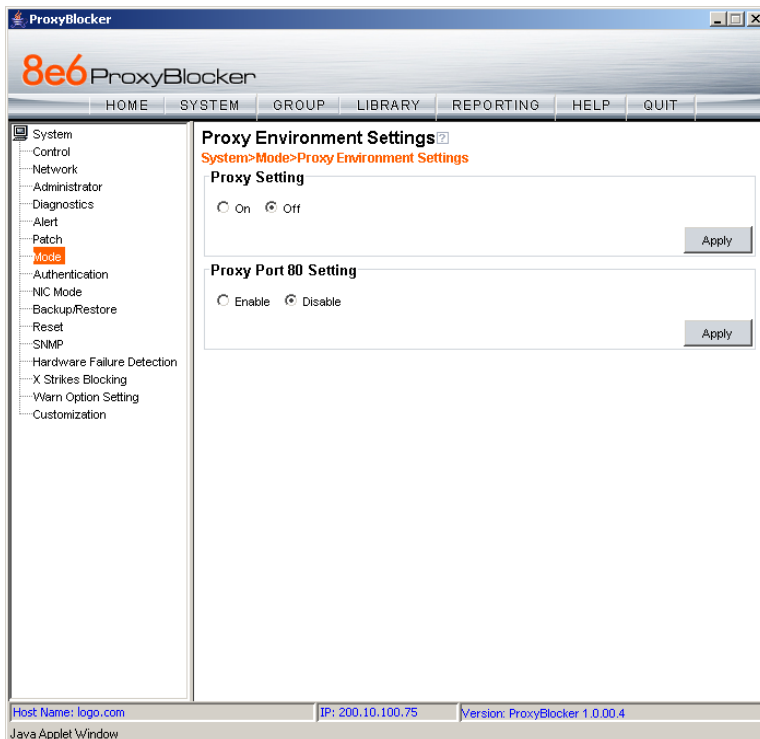 ProxyBlocker
8e6 ProxyBlocker
HOME SYSTEM GROUP LIBRARY REPORTING HELP QUIT
System
Control
Network
Administrator
Diagnostics
Alert
Patch
Mode
Authentication
NIC Mode
Backup/Restore
Reset
SNMP
Hardware Failure Detection
X Strikes Blocking
Warn Option Setting
Customization
Proxy Environment Settings ?
System>Mode>Proxy Environment Settings
Proxy Setting
On Off
Apply
Proxy Port 80 Setting
Enable Disable
Apply
Host Name: logo.com IP: 200.10.100.75 Version: ProxyBlocker 1.0.00.4
Java Applet Window